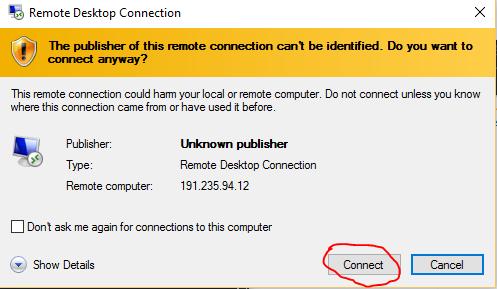 Remote Desktop Connection
The publisher of this remote connection can't be identified. Do you want to
connect anyway?
This remote connection could harm your local or remote computer. Do not connect unless you know
where this connection came from or have used it before.
Publisher: Unknown publisher
Type: Remote Desktop Connection
Remote computer: 191.235.94.12
Don't ask me again for connections to this computer
Show Details Connect Cancel